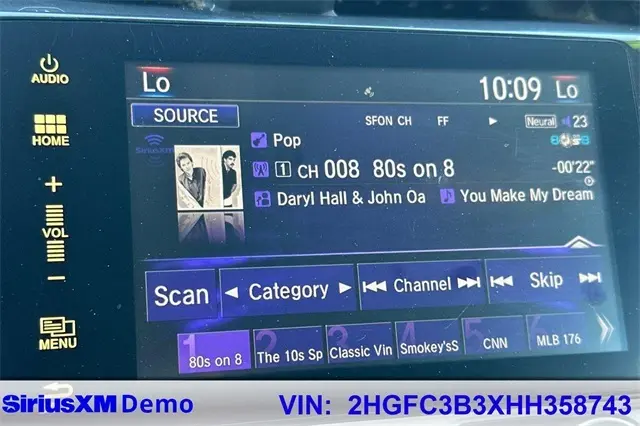 AUDIO
Lo
10:09 Lo
SOURCE
SFON CH FF Neural 23
HOME
SiriusXM
Pop
1 CH 008 80s on 8
-00'22"
Daryl Hall & John Oa
You Make My Dream
+
VOL
-
Scan
Category
Channel
Skip
MENU
1 80s on 8
2 The 10s Sp
3 Classic Vin
4 Smokey'sS
5 CNN
6 MLB 176
SiriusXM Demo
VIN: 2HGFC3B3XHH358743